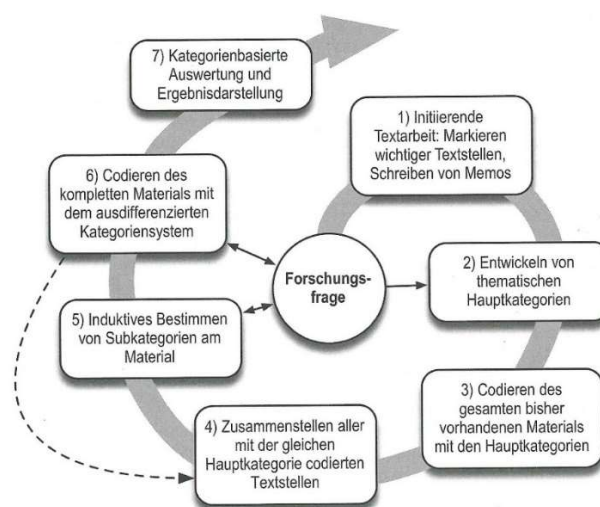 7) Kategorienbasierte
Auswertung und
Ergebnisdarstellung
1) Initiierende
Textarbeit: Markieren
wichtiger Textstellen,
Schreiben von Memos
6) Codieren des
kompletten Materials mit
dem ausdifferenzierten
Kategoriensystem
Forschungs-
frage
2) Entwickeln von
thematischen
Hauptkategorien
5) Induktives Bestimmen
von Subkategorien am
Material
3) Codieren des
gesamten bisher
vorhandenen Materials
mit den Hauptkategorien
4) Zusammenstellen aller
mit der gleichen
Hauptkategorie codierten
Textstellen